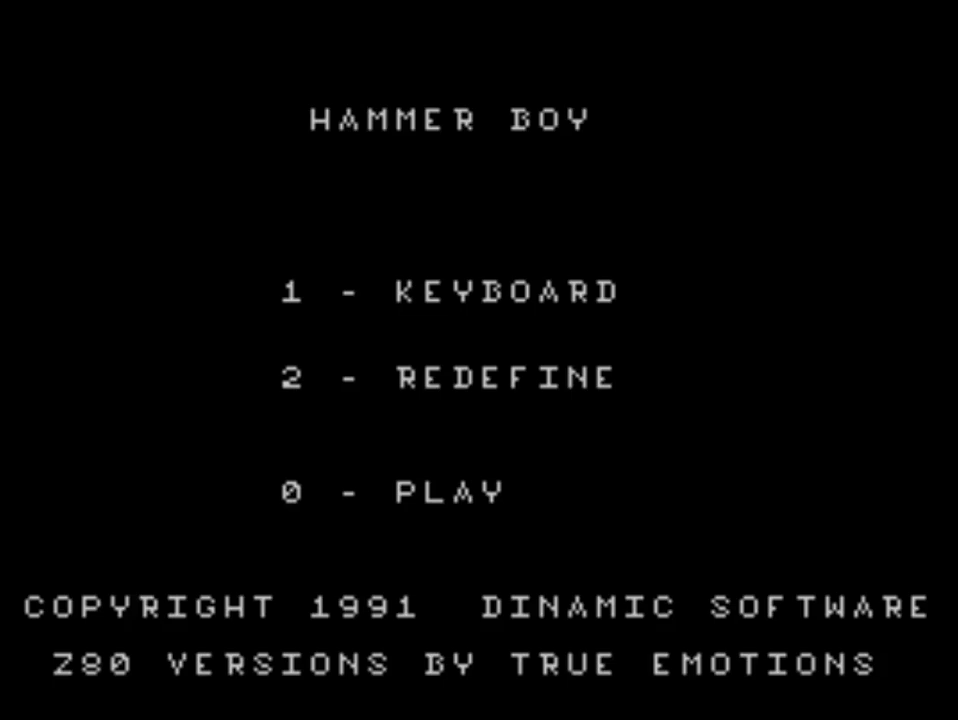 HAMMER BOY
1 - KEYBOARD
2 - REDEFINE
0 - PLAY
COPYRIGHT 1991 DINAMIC SOFTWARE
Z80 VERSIONS BY TRUE EMOTIONS